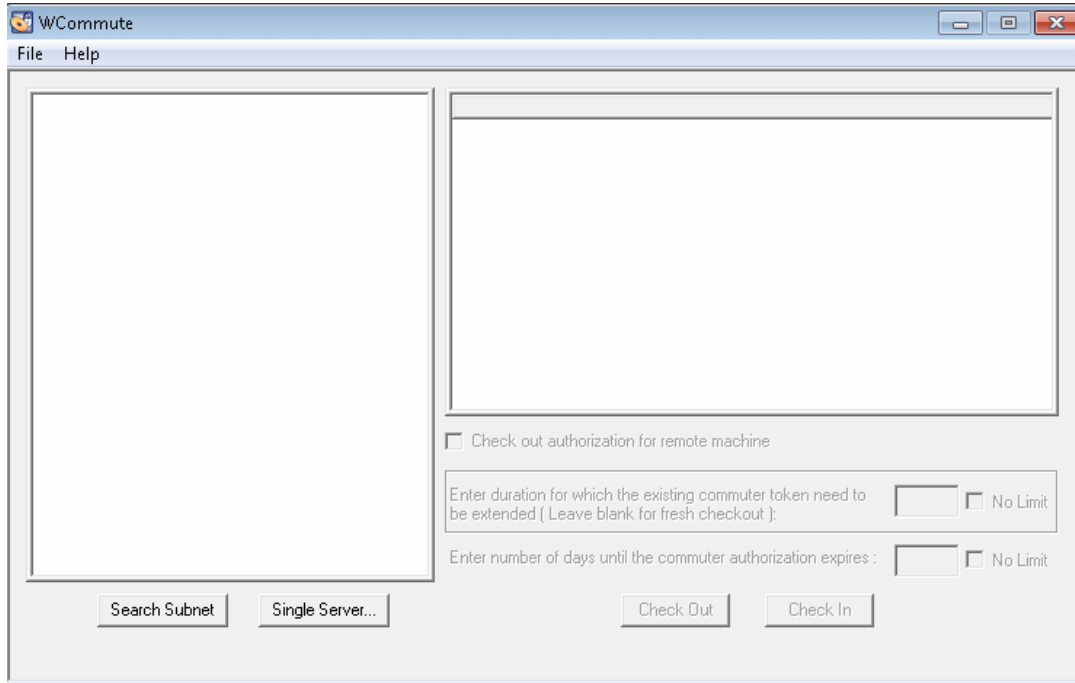 WCommute
File Help
Check out authorization for remote machine
Enter duration for which the existing commuter token need to
be extended ( Leave blank for fresh checkout ):
No Limit
Enter number of days until the commuter authorization expires :
No Limit
Search Subnet
Single Server...
Check Out
Check In